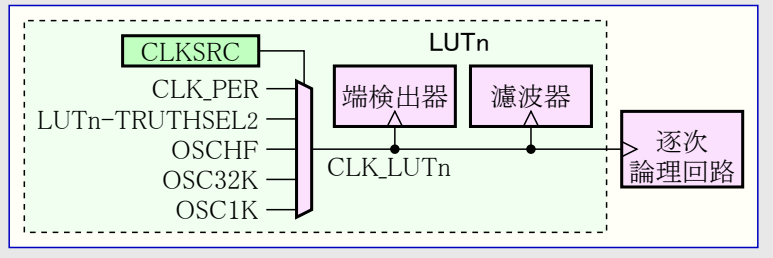 LUTn
CLKSRC
CLK_PER
LUTn-TRUTHSEL2
OSCHF
OSC32K
OSC1K
端検出器
濾波器
CLK_LUTn
逐次
論理回路